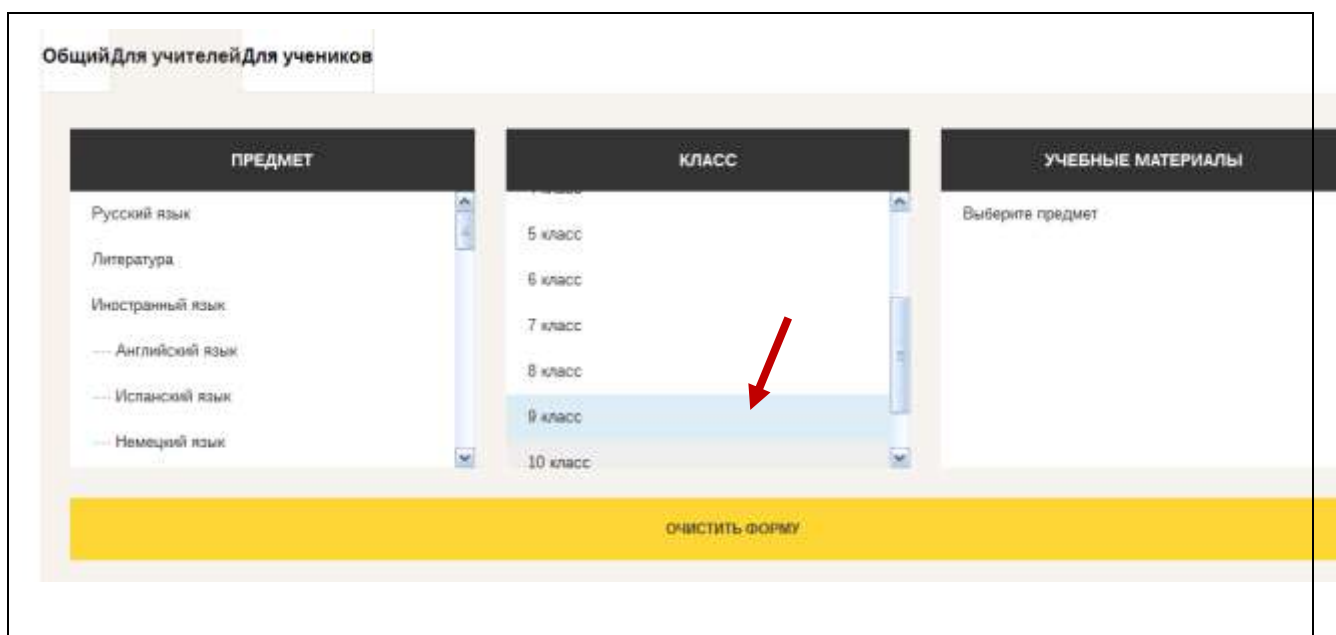 Общий Для учителей Для учеников
ПРЕДМЕТ
Русский язык
Литература
Иностранный язык
--- Английский язык
--- Испанский язык
--- Немецкий язык
КЛАСС
5 класс
6 класс
7 класс
8 класс
9 класс
10 класс
УЧЕБНЫЕ МАТЕРИАЛЫ
Выберите предмет
ОЧИСТИТЬ ФОРМУ